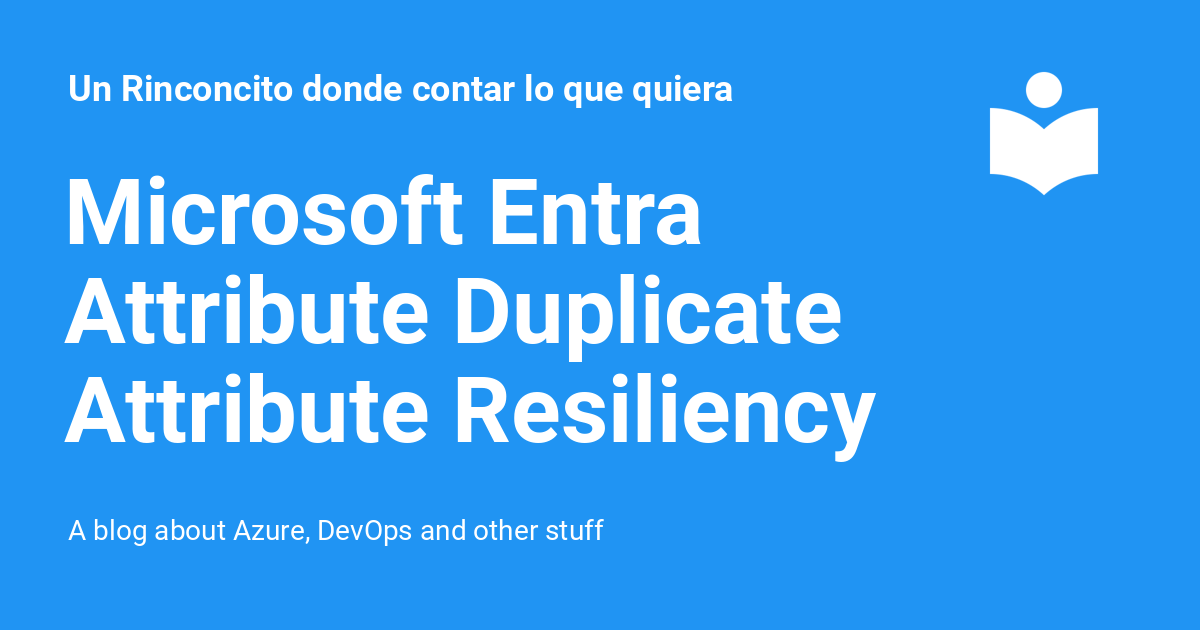 Un Rinconcito donde contar lo que quiera
Microsoft Entra
Attribute Duplicate
Attribute Resiliency
A blog about Azure, DevOps and other stuff